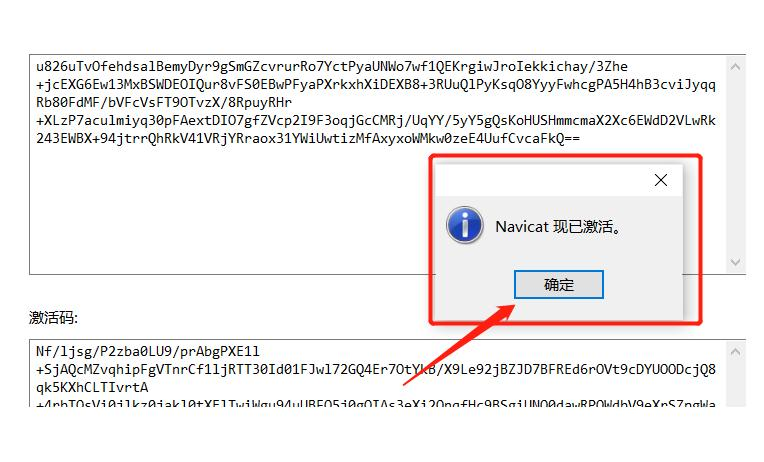 u826uTvOfehdsalBemyDyr9gSmGZcvrurRo7YctPyaUNWo7wf1QEKrgiwJroIekkichay/3Zhe
+jcEXG6Ew13MxBSWDEOIQur8vFS0EBwPFyaPXrkxhXiDEXB8+3RUuQlPyKsqO8YyyFwhcgPA5H4hB3cviJyqq
Rb80FdMF/bVFcVsFT9OTvzX/8RpuyRHr
+XLzP7aculmiyq30pFAextDIO7gfZVcp2I9F3oqjGcCMRj/UqYY/5yY5gQsKoHUSHmmcmaX2Xc6EWdD2VLwRk
243EWBX+94jtrrQhRkV41VRjYRraox31YWiUwtizMfAxyxoWMkw0zeE4UufCvcaFkQ==
Navicat 现已激活。
确定
激活码:
Nf/ljsg/P2zba0LU9/prAbgPXE1l
+SjAQcMZvqhipFgVTnrCf1ljRTT30Id01FJwl72GQ4Er7OtYkB/X9Le92jBZJD7BFREd6rOVt9cDYUOODcjQ8
qk5KXhCLTIvrtA